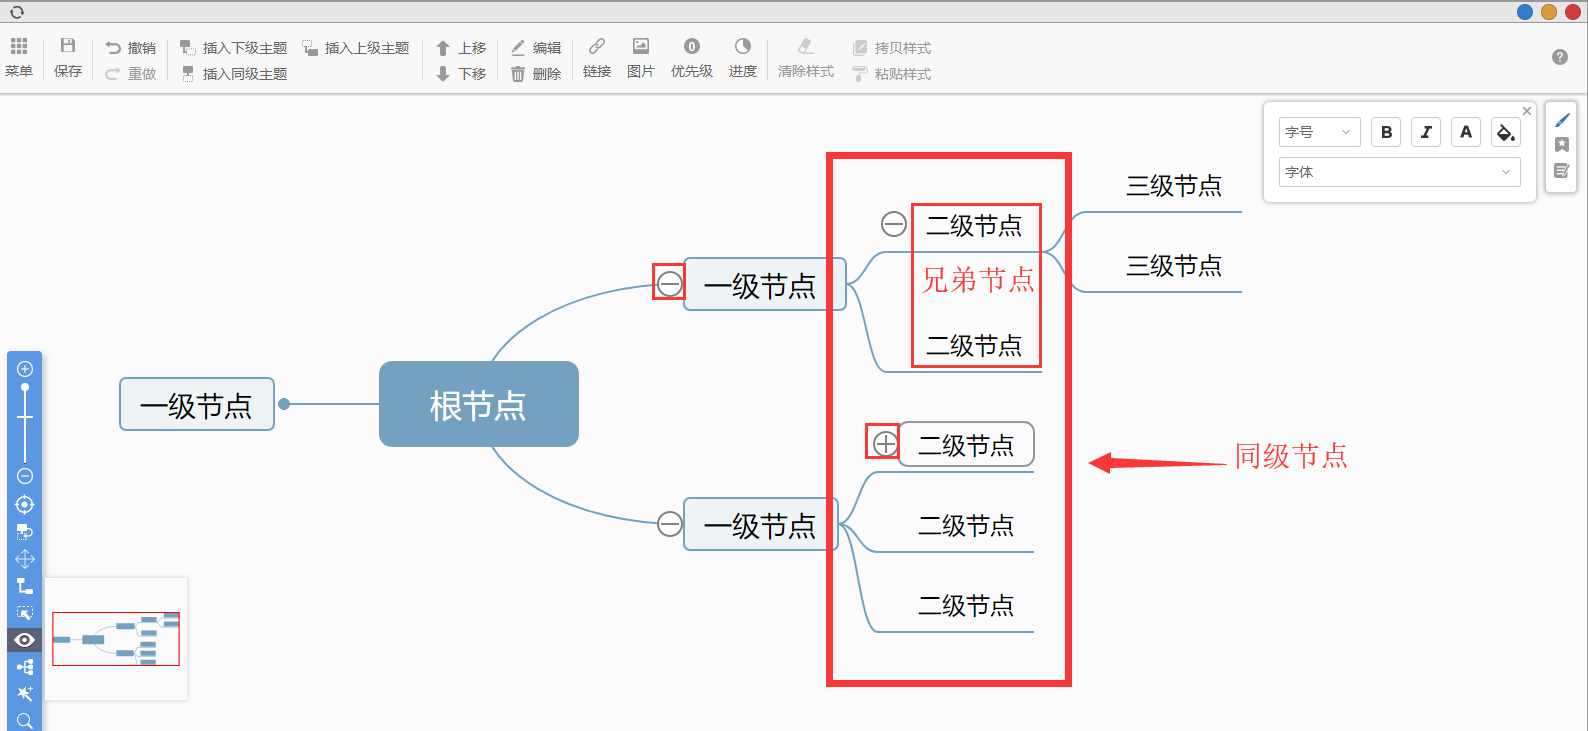 菜单
保存
撤销
重做
插入下级主题
插入上级主题
插入同级主题
上移
下移
编辑
删除
链接
图片
0
优先级
进度
清除样式
拷贝样式
粘贴样式
?
字号
B
I
A
字体
三级节点
二级节点
三级节点
一级节点
兄弟节点
二级节点
一级节点
根节点
二级节点
同级节点
一级节点
二级节点
二级节点